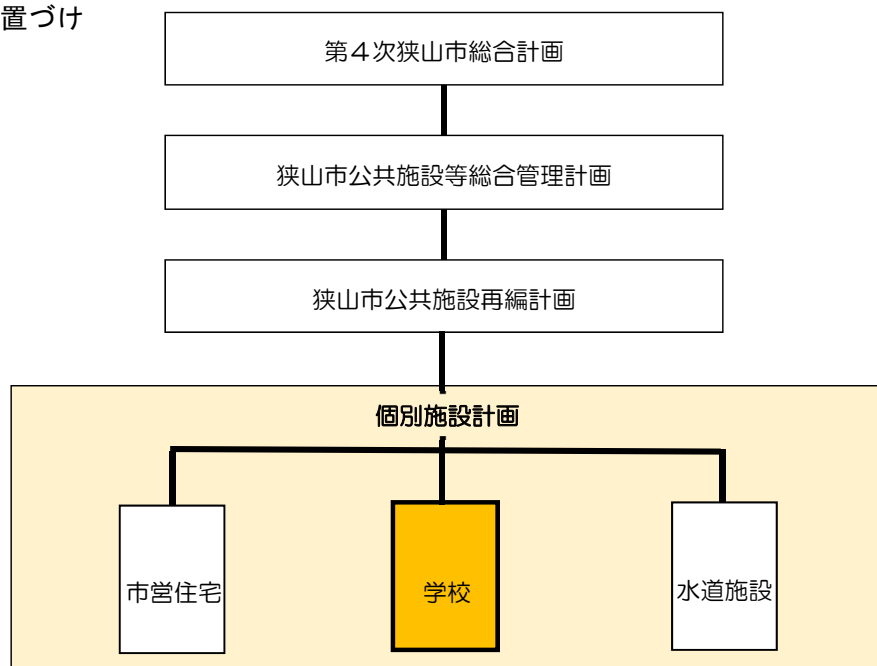 置づけ
第４次狭山市総合計画
狭山市公共施設等総合管理計画
狭山市公共施設再編計画
個別施設計画
市営住宅
学校
水道施設